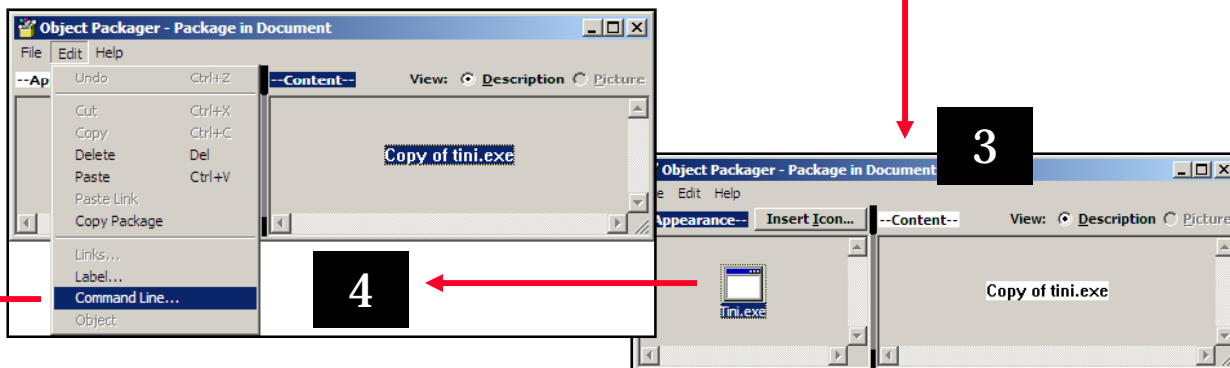 Object Packager - Package in Document
File Edit Help
--Ap
--Content--
View: Description Picture
Undo Ctrl+Z
Cut Ctrl+X
Copy Ctrl+C
Delete Del
Paste Ctrl+V
Paste Link
Copy Package
Links...
Label...
Command Line...
Object
Copy of tini.exe
4
3
Object Packager - Package in Document
e Edit Help
Appearance-- Insert Icon... --Content-- View: Description Picture
Tini.exe
Copy of tini.exe